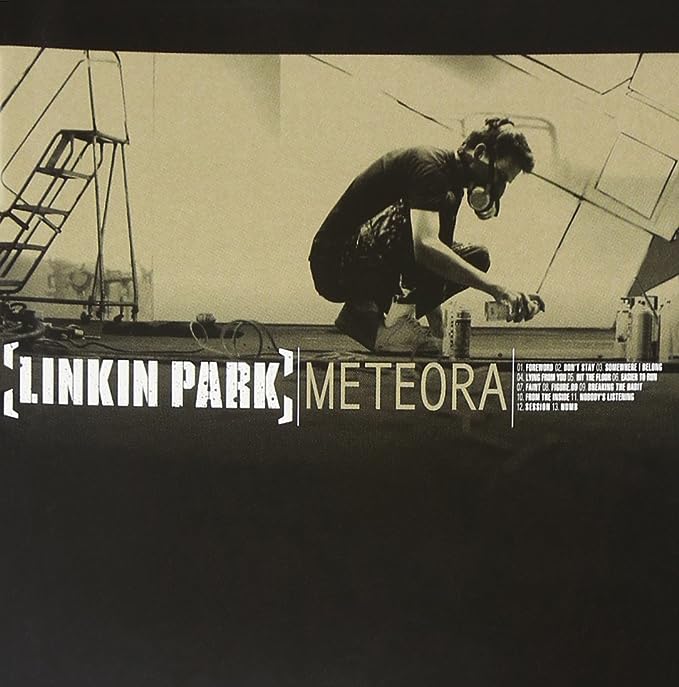 [LINKIN PARK]
METEORA
01. FOREWORD 02. DON'T STAY 03. SOMEWHERE I BELONG
04. LYING FROM YOU 05. HIT THE FLOOR 06. EASIER TO RUN
07. FAINT 08. FIGURE.09 09. BREAKING THE HABIT
10. FROM THE INSIDE 11. NOBODY'S LISTENING
12. SESSION 13. NUMB